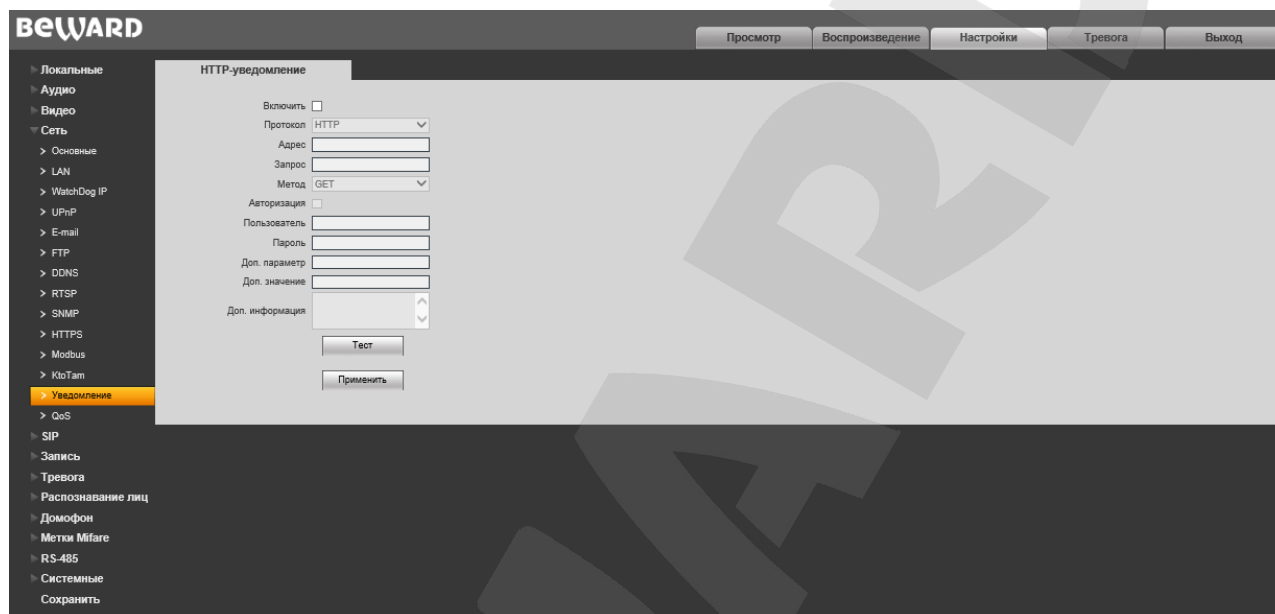 BEWARD
Просмотр
Воспроизведение
Настройки
Тревога
Выход
Локальные
Аудио
Видео
Сеть
Основные
LAN
WatchDog IP
UPnP
E-mail
FTP
DDNS
RTSP
SNMP
HTTPS
Modbus
KtoTam
Уведомление
QoS
SIP
Запись
Тревога
Распознавание лиц
Домофон
Метки Mifare
RS-485
Системные
Сохранить
HTTP-уведомление
Включить
Протокол HTTP
Адрес
Запрос
Метод GET
Авторизация
Пользователь
Пароль
Доп. параметр
Доп. значение
Доп. информация
Тест
Применить